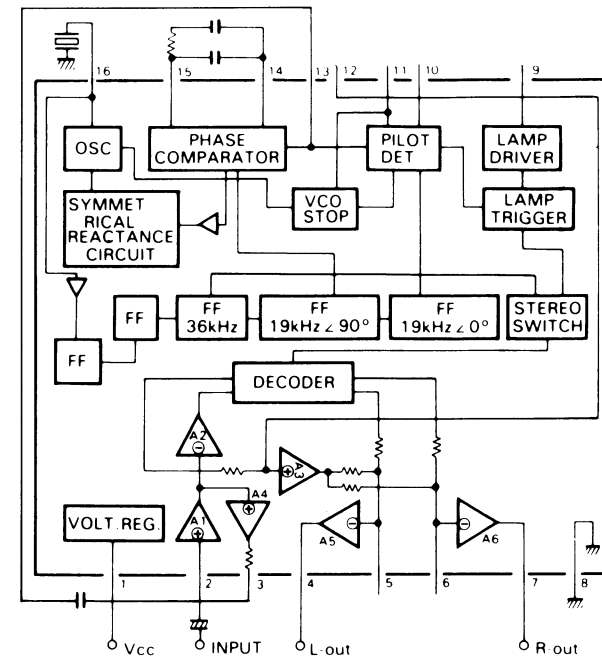 16 15 14 13 12 11 10 9
OSC
PHASE
COMPARATOR
PILOT
DET
LAMP
DRIVER
SYMMET
RICAL
REACTANCE
CIRCUIT
VCO
STOP
LAMP
TRIGGER
FF
FF
36kHz
FF
19kHz∠90°
FF
19kHz∠0°
STEREO
SWITCH
FF
DECODER
A2
A3
A4
VOLT.REG.
A1
A5
A6
1 2 3 4 5 6 7 8
Vcc
INPUT
L·out
R·out